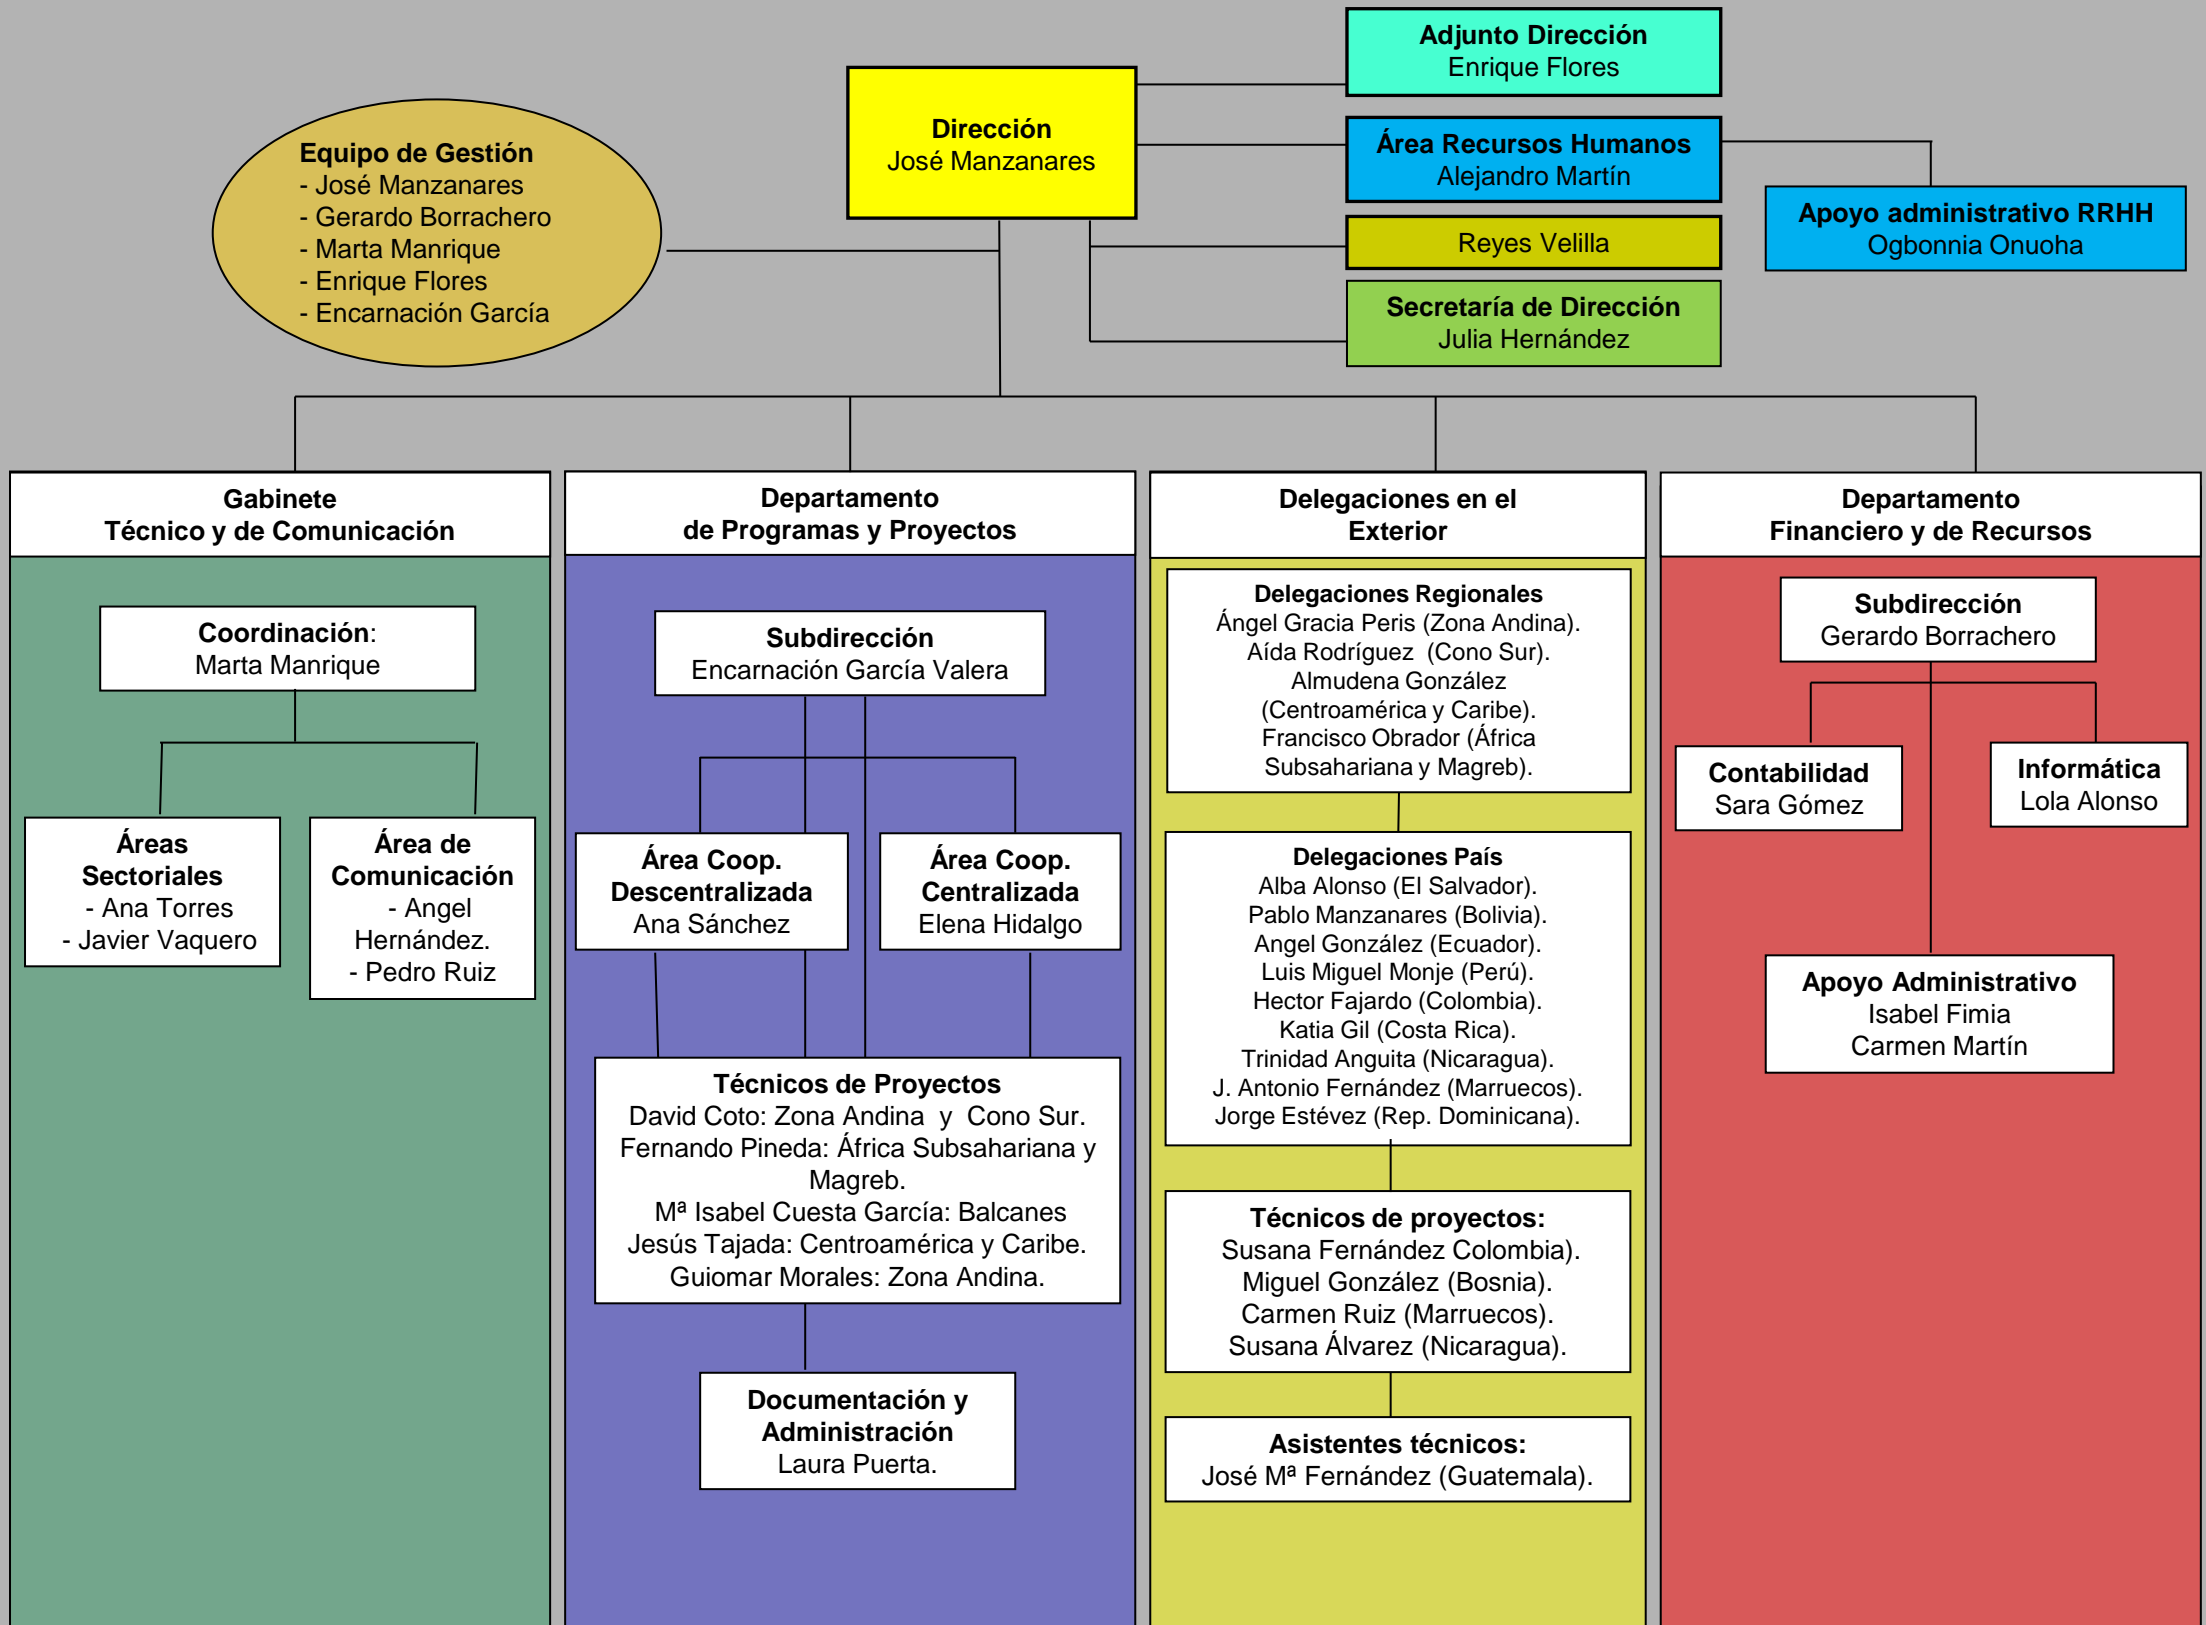 Adjunto Dirección
Enrique Flores
Dirección
José Manzanares
Área Recursos Humanos
Alejandro Martín
Equipo de Gestión
- José Manzanares
- Gerardo Borrachero
- Marta Manrique
- Enrique Flores
- Encarnación García
Apoyo administrativo RRHH
Ogbonnia Onuoha
Reyes Velilla
Secretaría de Dirección
Julia Hernández
Gabinete
Técnico y de Comunicación
Coordinación:
Marta Manrique
Áreas
Sectoriales
- Ana Torres
- Javier Vaquero
Área de
Comunicación
- Angel
Hernández.
- Pedro Ruiz
Departamento
de Programas y Proyectos
Subdirección
Encarnación García Valera
Área Coop.
Descentralizada
Ana Sánchez
Área Coop.
Centralizada
Elena Hidalgo
Técnicos de Proyectos
David Coto: Zona Andina  y  Cono Sur.
Fernando Pineda: África Subsahariana y
Magreb.
Mª Isabel Cuesta García: Balcanes
Jesús Tajada: Centroamérica y Caribe.
Guiomar Morales: Zona Andina.
Documentación y
Administración
Laura Puerta.
Delegaciones en el
Exterior
Delegaciones Regionales
Ángel Gracia Peris (Zona Andina).
Aída Rodríguez  (Cono Sur).
Almudena González
(Centroamérica y Caribe).
Francisco Obrador (África
Subsahariana y Magreb).
Delegaciones País
Alba Alonso (El Salvador).
Pablo Manzanares (Bolivia).
Angel González (Ecuador).
Luis Miguel Monje (Perú).
Hector Fajardo (Colombia).
Katia Gil (Costa Rica).
Trinidad Anguita (Nicaragua).
J. Antonio Fernández (Marruecos).
Jorge Estévez (Rep. Dominicana).
Técnicos de proyectos:
Susana Fernández Colombia).
Miguel González (Bosnia).
Carmen Ruiz (Marruecos).
Susana Álvarez (Nicaragua).
Asistentes técnicos:
José Mª Fernández (Guatemala).
Departamento
Financiero y de Recursos
Subdirección
Gerardo Borrachero
Contabilidad
Sara Gómez
Informática
Lola Alonso
Apoyo Administrativo
Isabel Fimia
Carmen Martín